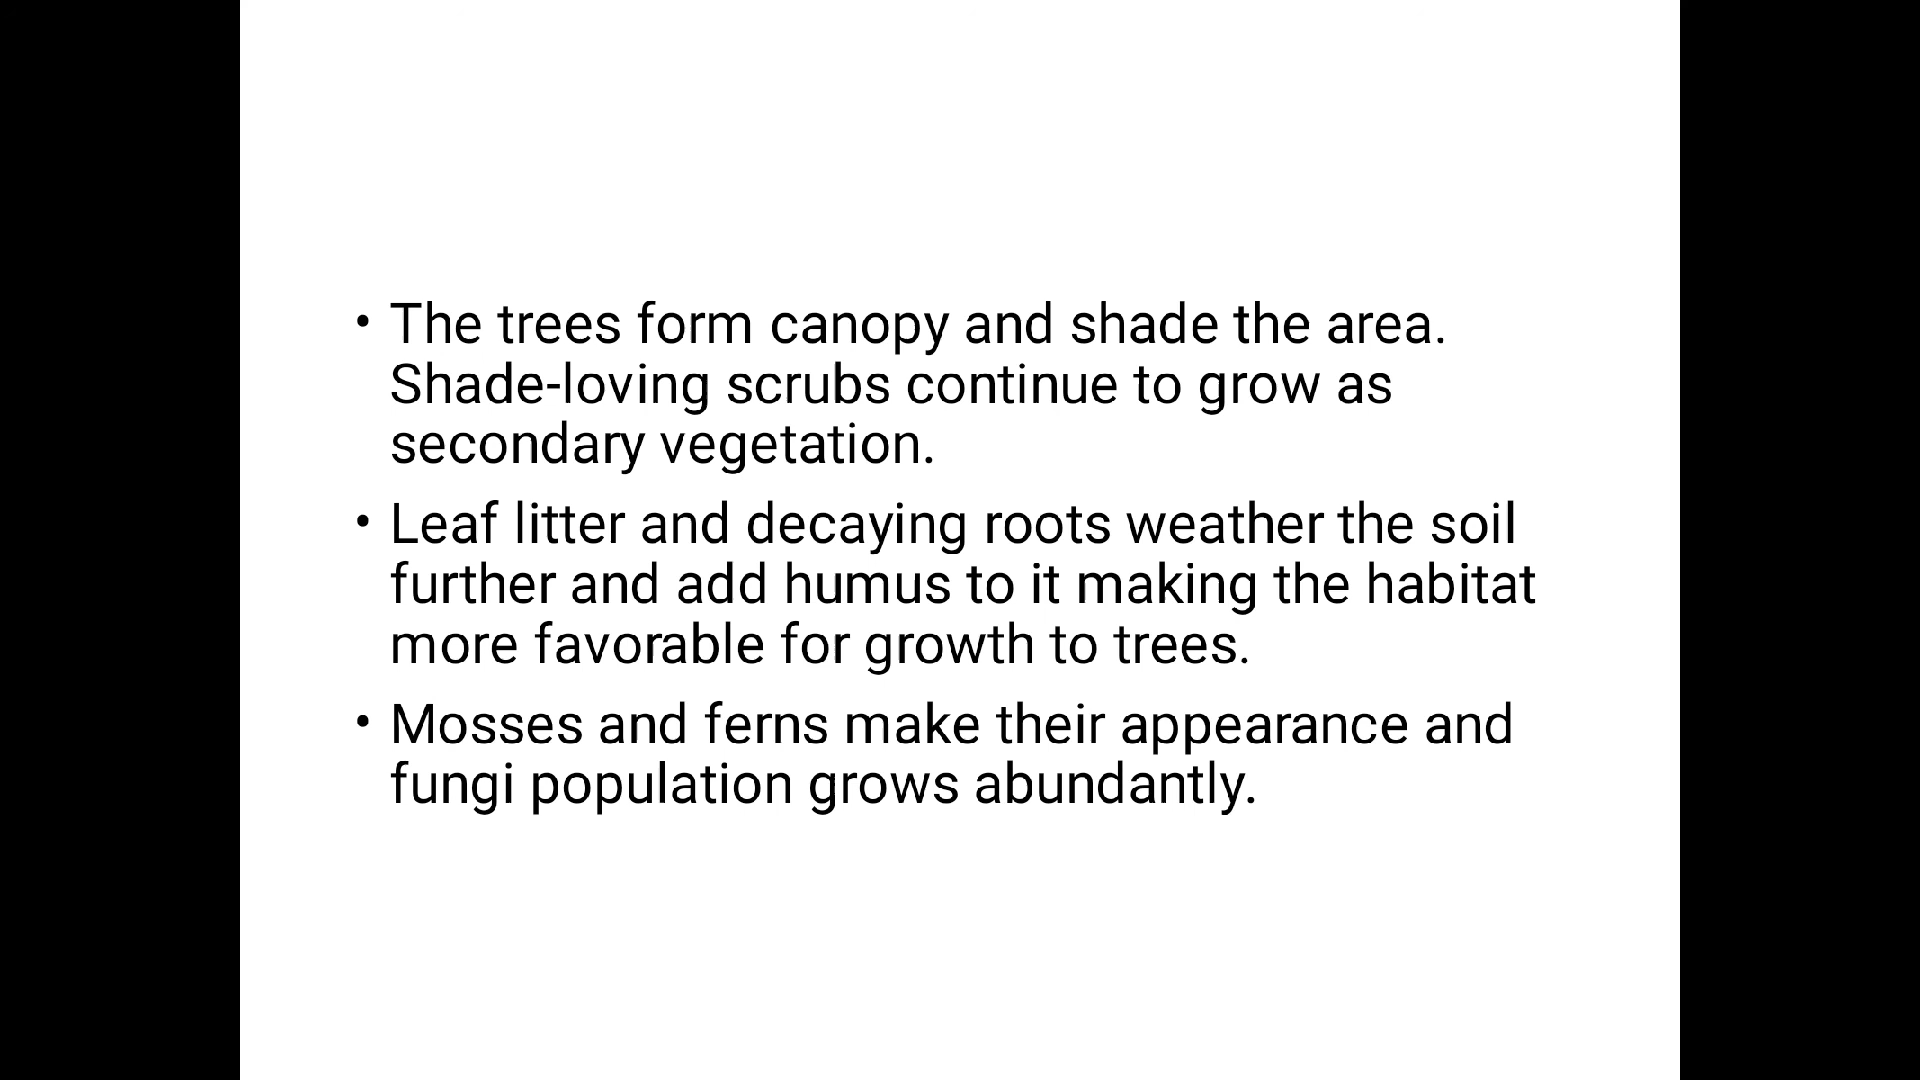 • The trees form canopy and shade the area.
Shade-loving scrubs continue to grow as
secondary vegetation.
• Leaf litter and decaying roots weather the soil
further and add humus to it making the habitat
more favorable for growth to trees.
• Mosses and ferns make their appearance and
fungi population grows abundantly.